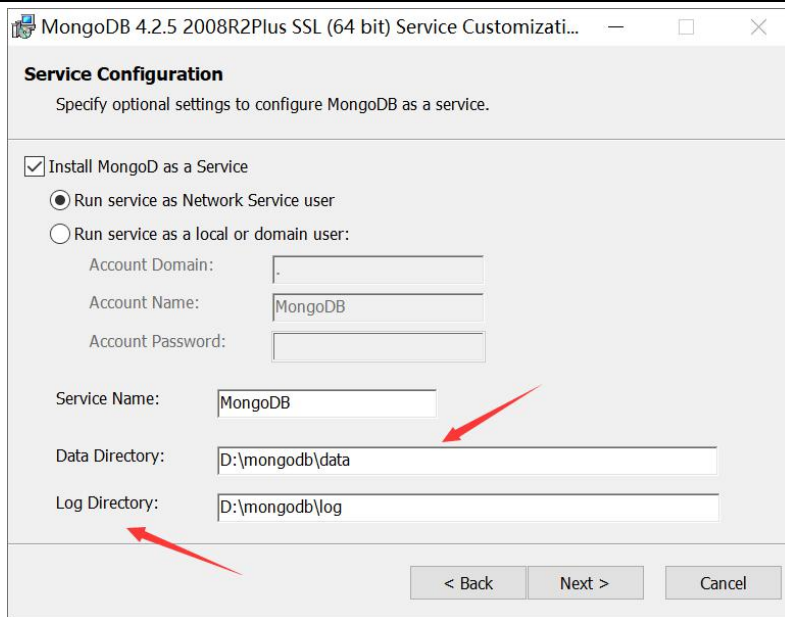 MongoDB 4.2.5 2008R2Plus SSL (64 bit) Service Customizati...
Service Configuration
Specify optional settings to configure MongoDB as a service.
Install MongoD as a Service
Run service as Network Service user
Run service as a local or domain user:
Account Domain: .
Account Name: MongoDB
Account Password:
Service Name: MongoDB
Data Directory: D:\mongodb\data
Log Directory: D:\mongodb\log
< Back Next > Cancel